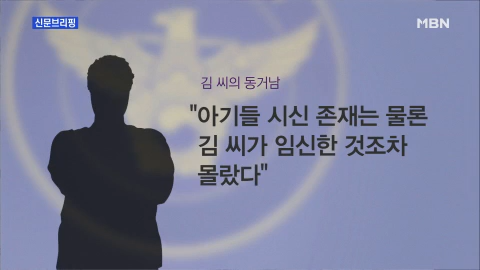 신문브리핑
MBN
김 씨의 동거남
"아기들 시신 존재는 물론
김 씨가 임신한 것조차
몰랐다"